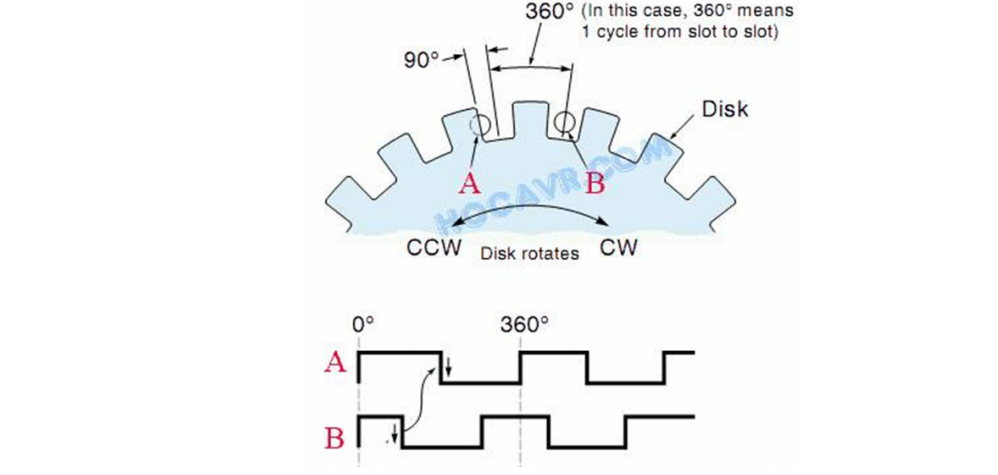 360° (In this case, 360° means
1 cycle from slot to slot)
90°
Disk
A
B
HOCAVR.COM
CCW
Disk rotates
CW
0°
360°
A
B